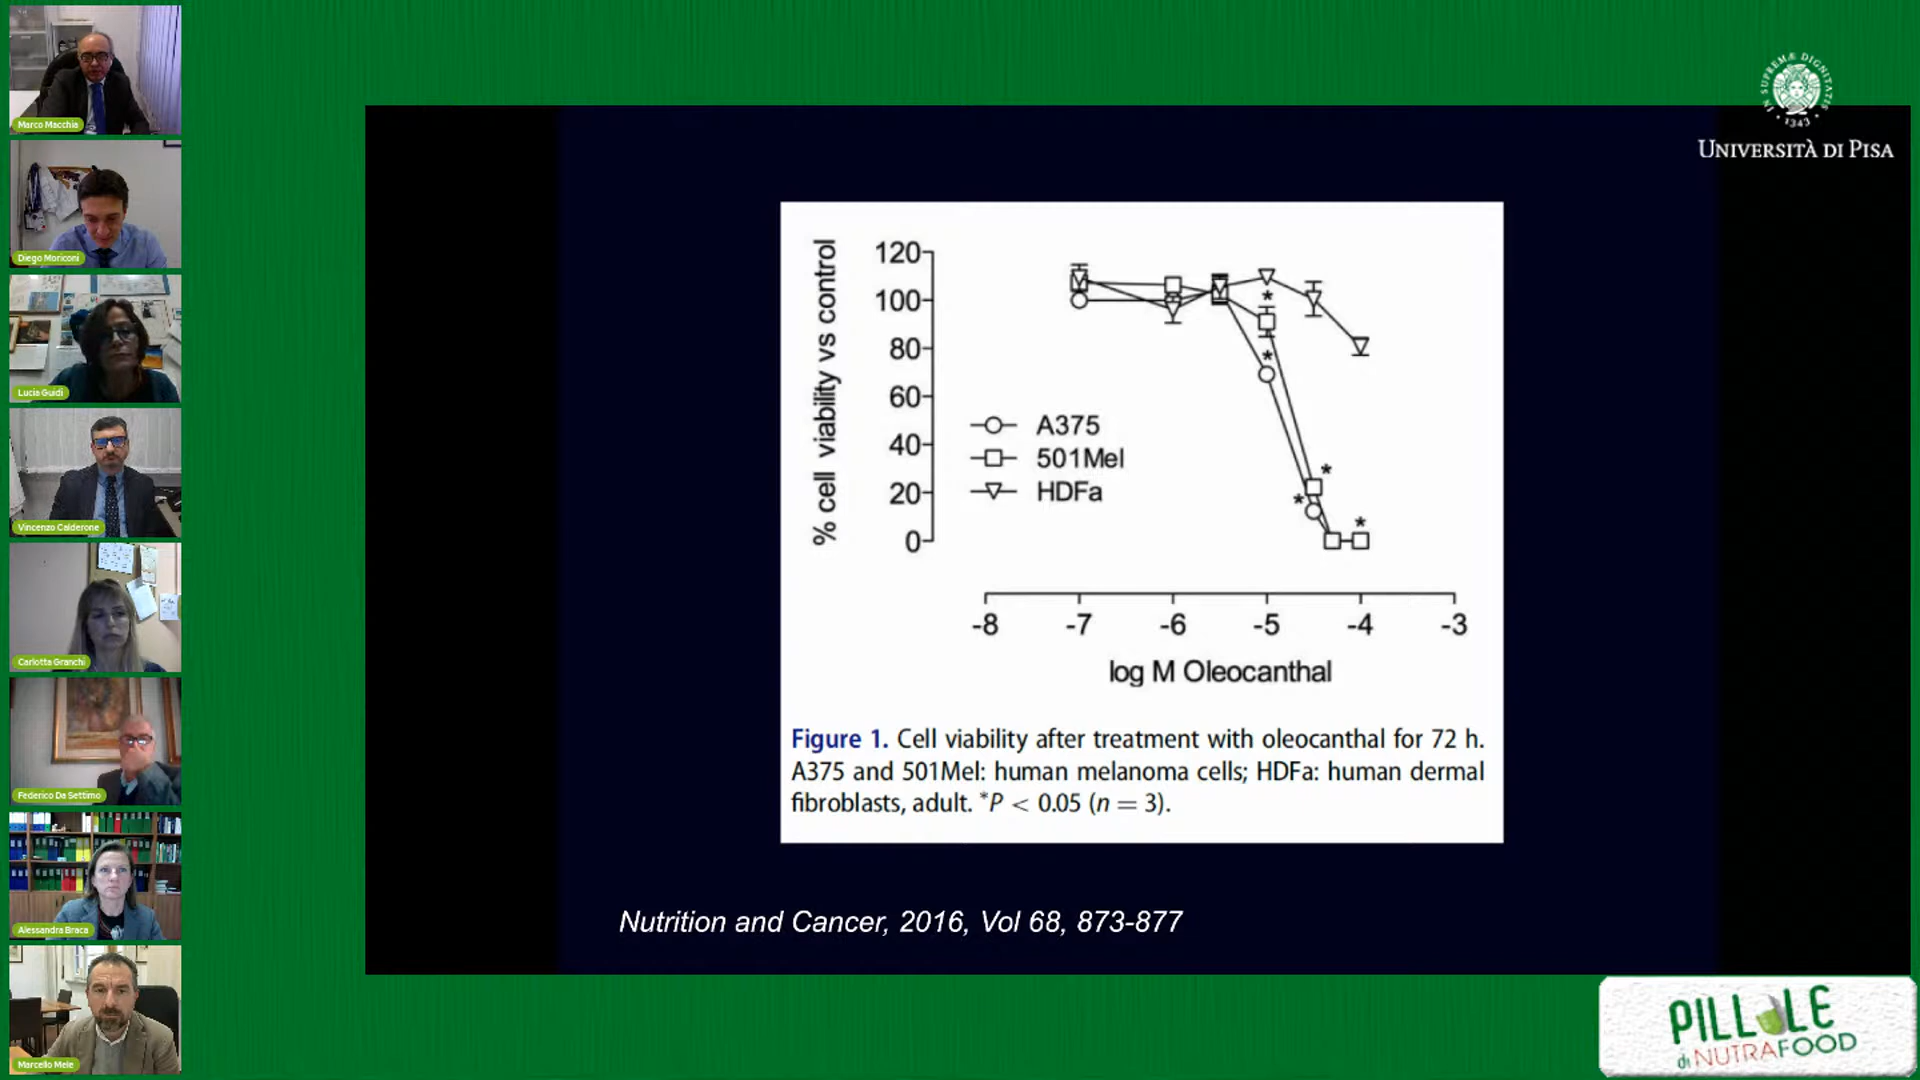 Marco Macchia
Diego Moriconi
Lucia Guidi
Vincenzo Calderone
Carlotta Granchi
Federico Da Settimo
Alessandra Braca
Marcello Mele
IN SUPREMÆ DIGNITATIS
1343
UNIVERSITÀ DI PISA
% cell viability vs control
120
100
80
60
40
20
0
A375
501Mel
HDFa
*
*
*
*
*
-8 -7 -6 -5 -4 -3
log M Oleocanthal
Figure 1. Cell viability after treatment with oleocanthal for 72 h.
A375 and 501Mel: human melanoma cells; HDFa: human dermal
fibroblasts, adult. *P < 0.05 (n = 3).
Nutrition and Cancer, 2016, Vol 68, 873-877
PILLOLE
di NUTRAFOOD